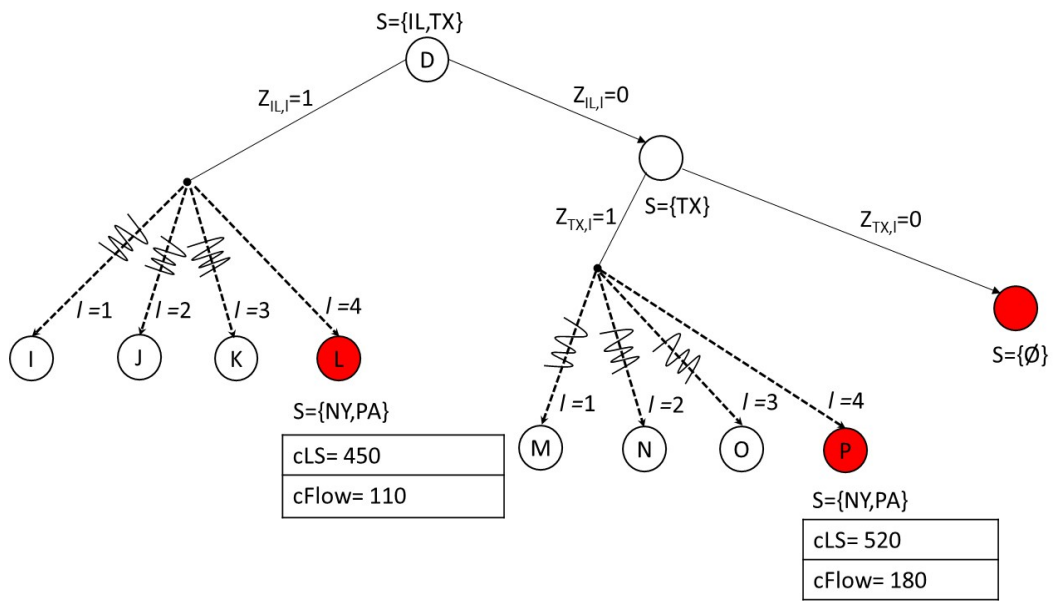 S={IL,TX}
D
Z_IL,l=1
Z_IL,l=0
S={TX}
Z_TX,l=1
Z_TX,l=0
l =1
l =2
l =3
l =4
I
J
K
L
S={Ø}
S={NY,PA}
cLS= 450
cFlow= 110
l =1
l =2
l =3
l =4
M
N
O
P
S={NY,PA}
cLS= 520
cFlow= 180